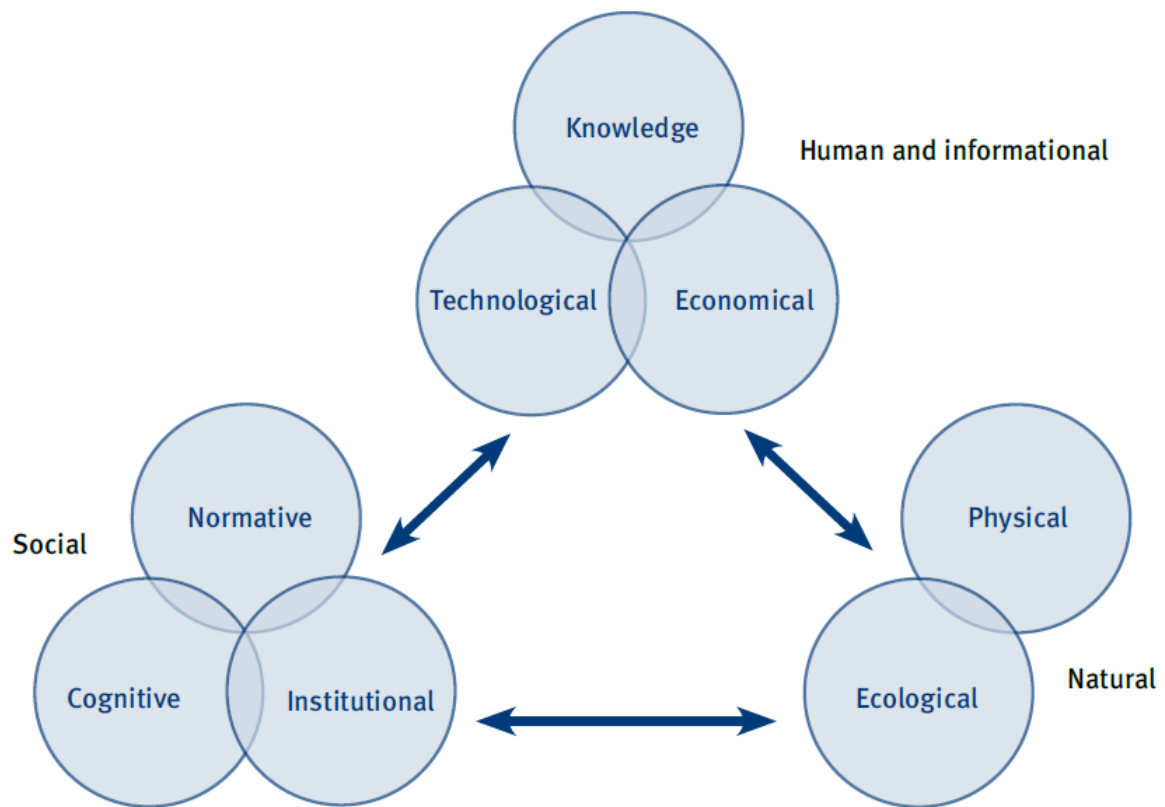 Knowledge
Human and informational
Technological
Economical
Normative
Physical
Social
Cognitive
Institutional
Ecological
Natural